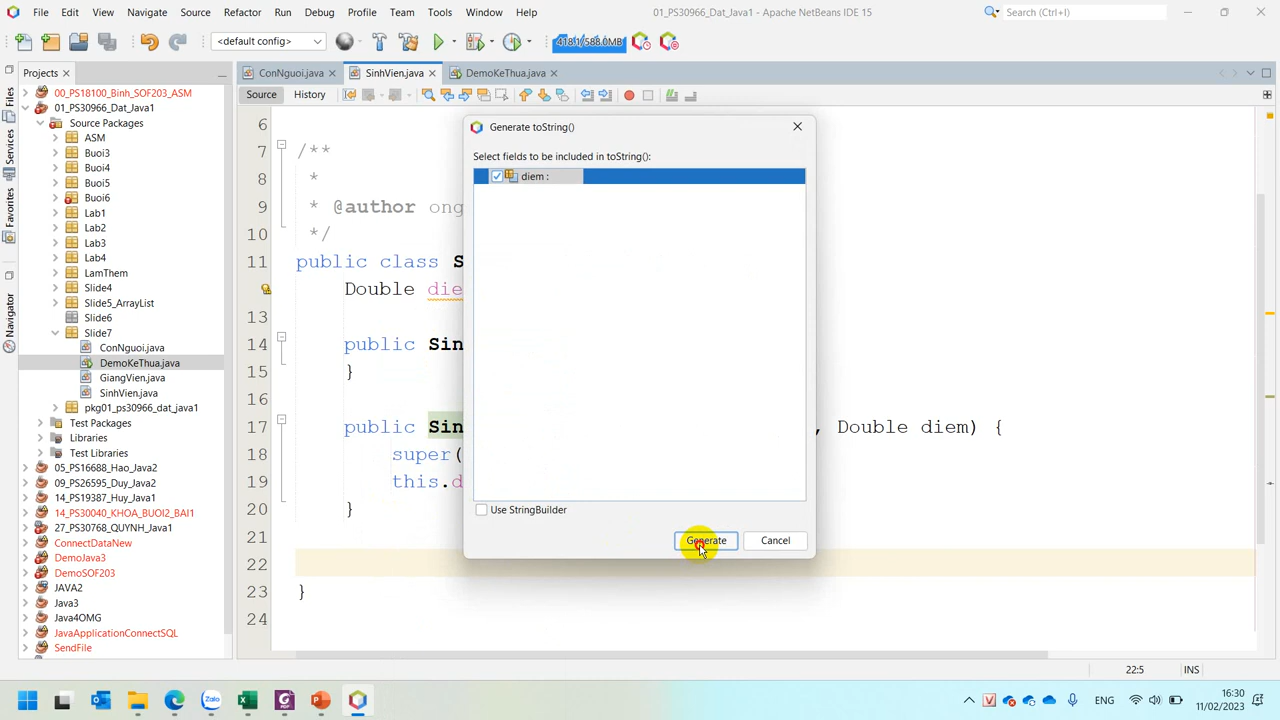 File Edit View Navigate Source Refactor Run Debug Profile Team Tools Window Help
01_PS30966_Dat_Java1 - Apache NetBeans IDE 15
Search (Ctrl+I)
<default config>
418.1/588.0MB
Projects
ConNguoi.java
SinhVien.java
DemoKeThua.java
Source History
Files
Services
Favorites
Navigator
00_PS18100_Binh_SOF203_ASM
01_PS30966_Dat_Java1
Source Packages
ASM
Buoi3
Buoi4
Buoi5
Buoi6
Lab1
Lab2
Lab3
Lab4
LamThem
Slide4
Slide5_ArrayList
Slide6
Slide7
ConNguoi.java
DemoKeThua.java
GiangVien.java
SinhVien.java
pkg01_ps30966_dat_java1
Test Packages
Libraries
Test Libraries
05_PS16688_Hao_Java2
09_PS26595_Duy_Java2
14_PS19387_Huy_Java1
14_PS30040_KHOA_BUOI2_BAI1
27_PS30768_QUYNH_Java1
ConnectDataNew
DemoJava3
DemoSOF203
JAVA2
Java3
Java4OMG
JavaApplicationConnectSQL
SendFile
6
7 /**
8 *
9 * @author ong
10 */
11 public class S
Double die
13
14 public Sin
15 }
16
17 public Sin , Double diem) {
18 super(
19 this.d
20 }
21
22
23 }
24
Generate toString()
Select fields to be included in toString():
diem :
Use StringBuilder
Generate
Cancel
22:5 INS
Zalo
ENG
16:30
11/02/2023